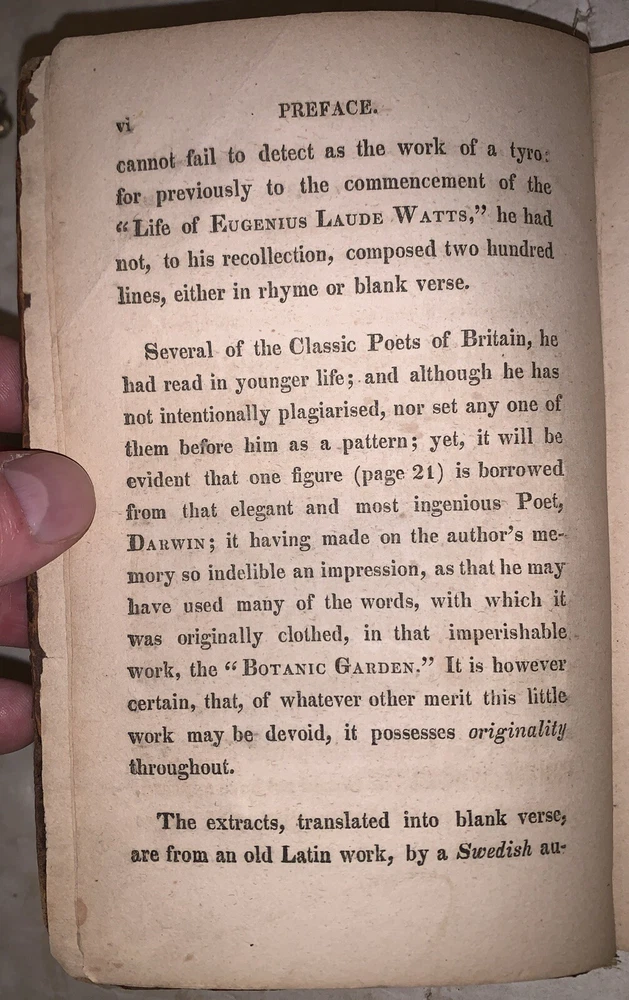 vi
PREFACE.
cannot fail to detect as the work of a tyro:
for previously to the commencement of the
“Life of EUGENIUS LAUDE WATTS,” he had
not, to his recollection, composed two hundred
lines, either in rhyme or blank verse.
Several of the Classic Poets of Britain, he
had read in younger life; and although he has
not intentionally plagiarised, nor set any one of
them before him as a pattern; yet, it will be
evident that one figure (page 21) is borrowed
from that elegant and most ingenious Poet,
DARWIN; it having made on the author’s me-
mory so indelible an impression, as that he may
have used many of the words, with which it
was originally clothed, in that imperishable
work, the “BOTANIC GARDEN.” It is however
certain, that, of whatever other merit this little
work may be devoid, it possesses originality
throughout.
The extracts, translated into blank verse,
are from an old Latin work, by a Swedish au-